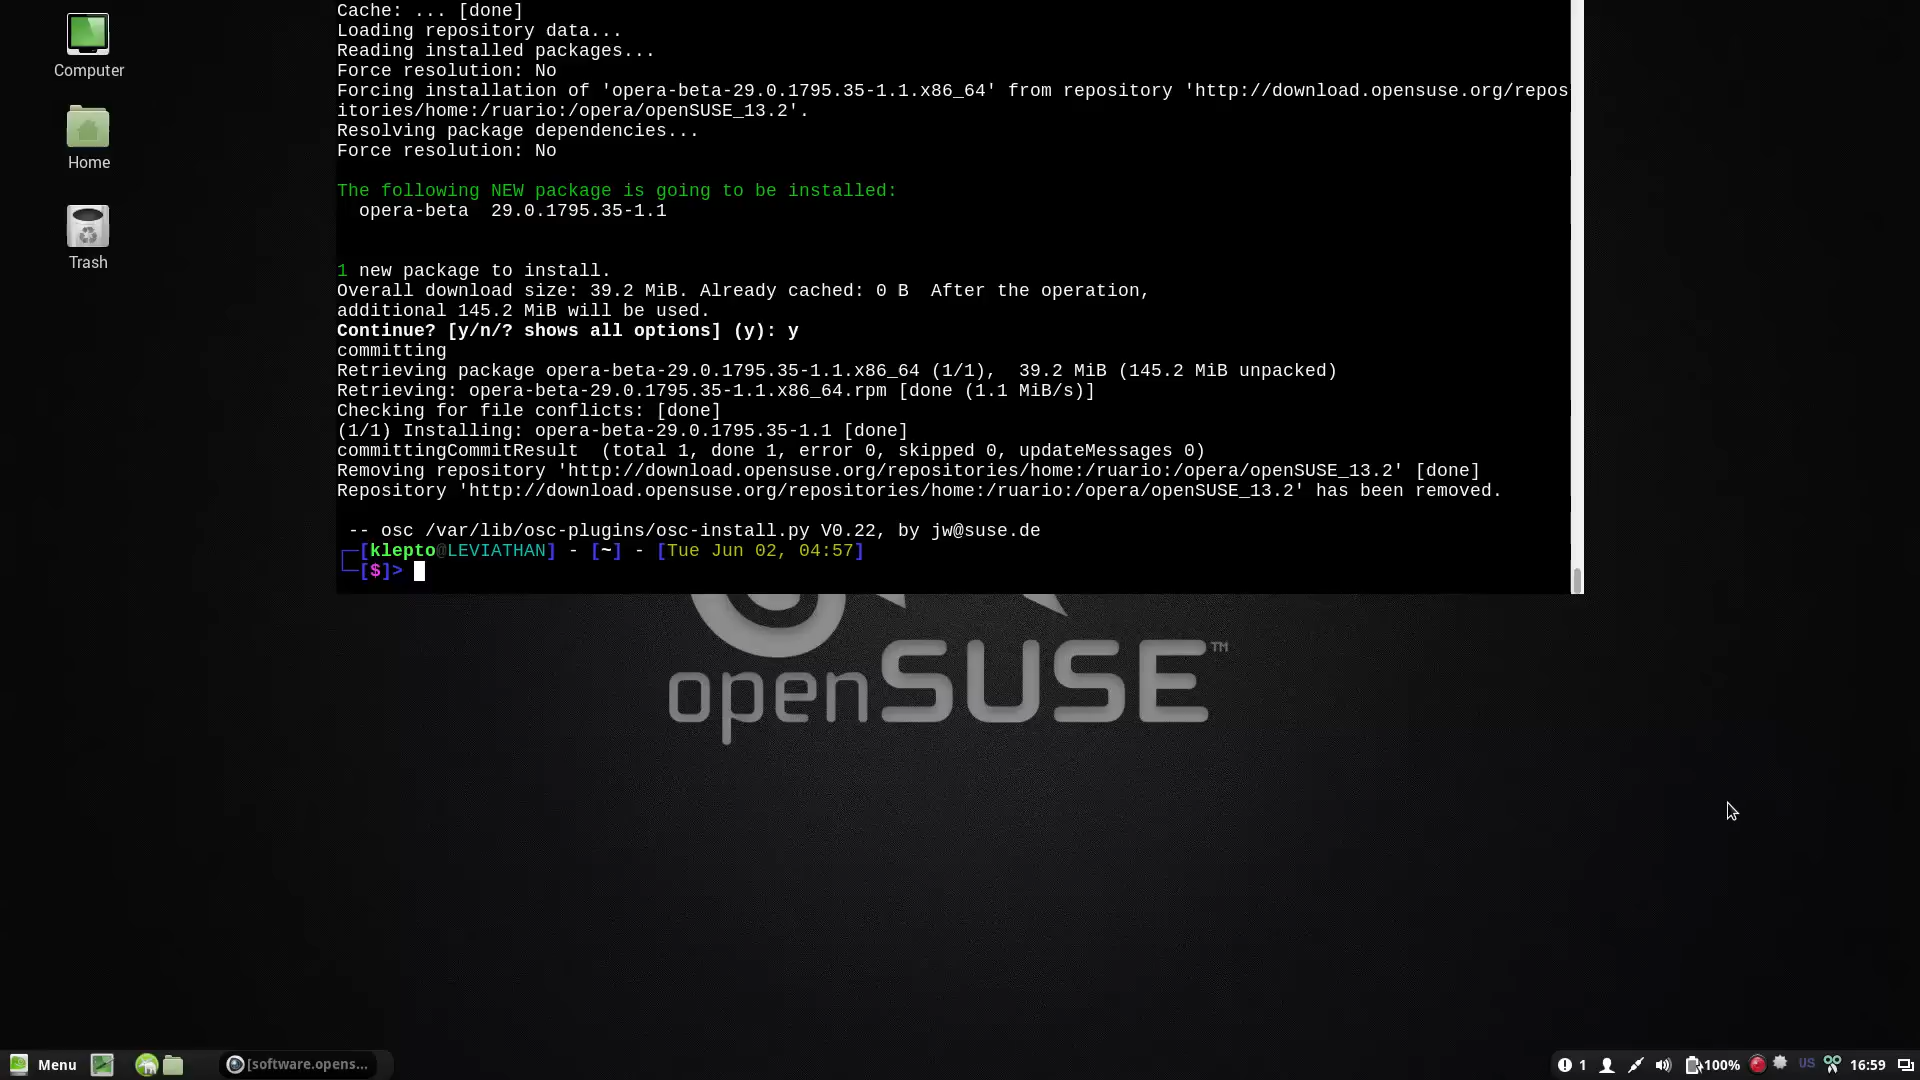 Cache: ... [done]
Loading repository data...
Reading installed packages...
Force resolution: No
Forcing installation of 'opera-beta-29.0.1795.35-1.1.x86_64' from repository 'http://download.opensuse.org/repos
itories/home:/ruario:/opera/openSUSE_13.2'.
Resolving package dependencies...
Force resolution: No
The following NEW package is going to be installed:
opera-beta  29.0.1795.35-1.1
1 new package to install.
Overall download size: 39.2 MiB. Already cached: 0 B  After the operation,
additional 145.2 MiB will be used.
Continue? [y/n/? shows all options] (y): y
committing
Retrieving package opera-beta-29.0.1795.35-1.1.x86_64 (1/1),  39.2 MiB (145.2 MiB unpacked)
Retrieving: opera-beta-29.0.1795.35-1.1.x86_64.rpm [done (1.1 MiB/s)]
Checking for file conflicts: [done]
(1/1) Installing: opera-beta-29.0.1795.35-1.1 [done]
committingCommitResult  (total 1, done 1, error 0, skipped 0, updateMessages 0)
Removing repository 'http://download.opensuse.org/repositories/home:/ruario:/opera/openSUSE_13.2' [done]
Repository 'http://download.opensuse.org/repositories/home:/ruario:/opera/openSUSE_13.2' has been removed.
-- osc /var/lib/osc-plugins/osc-install.py V0.22, by jw@suse.de
┌─[klepto@LEVIATHAN] - [~] - [Tue Jun 02, 04:57]
└─[$]>
Computer
Home
Trash
openSUSE™
Menu
[software.opens...
1
100%
US
16:59